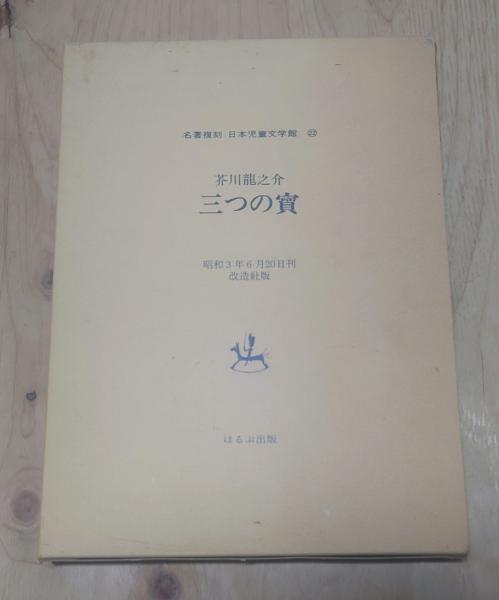 名著複刻 日本児童文学館 ㉒
芥川龍之介
三つの寳
昭和3年6月20日刊
改造社版
ほるぷ出版